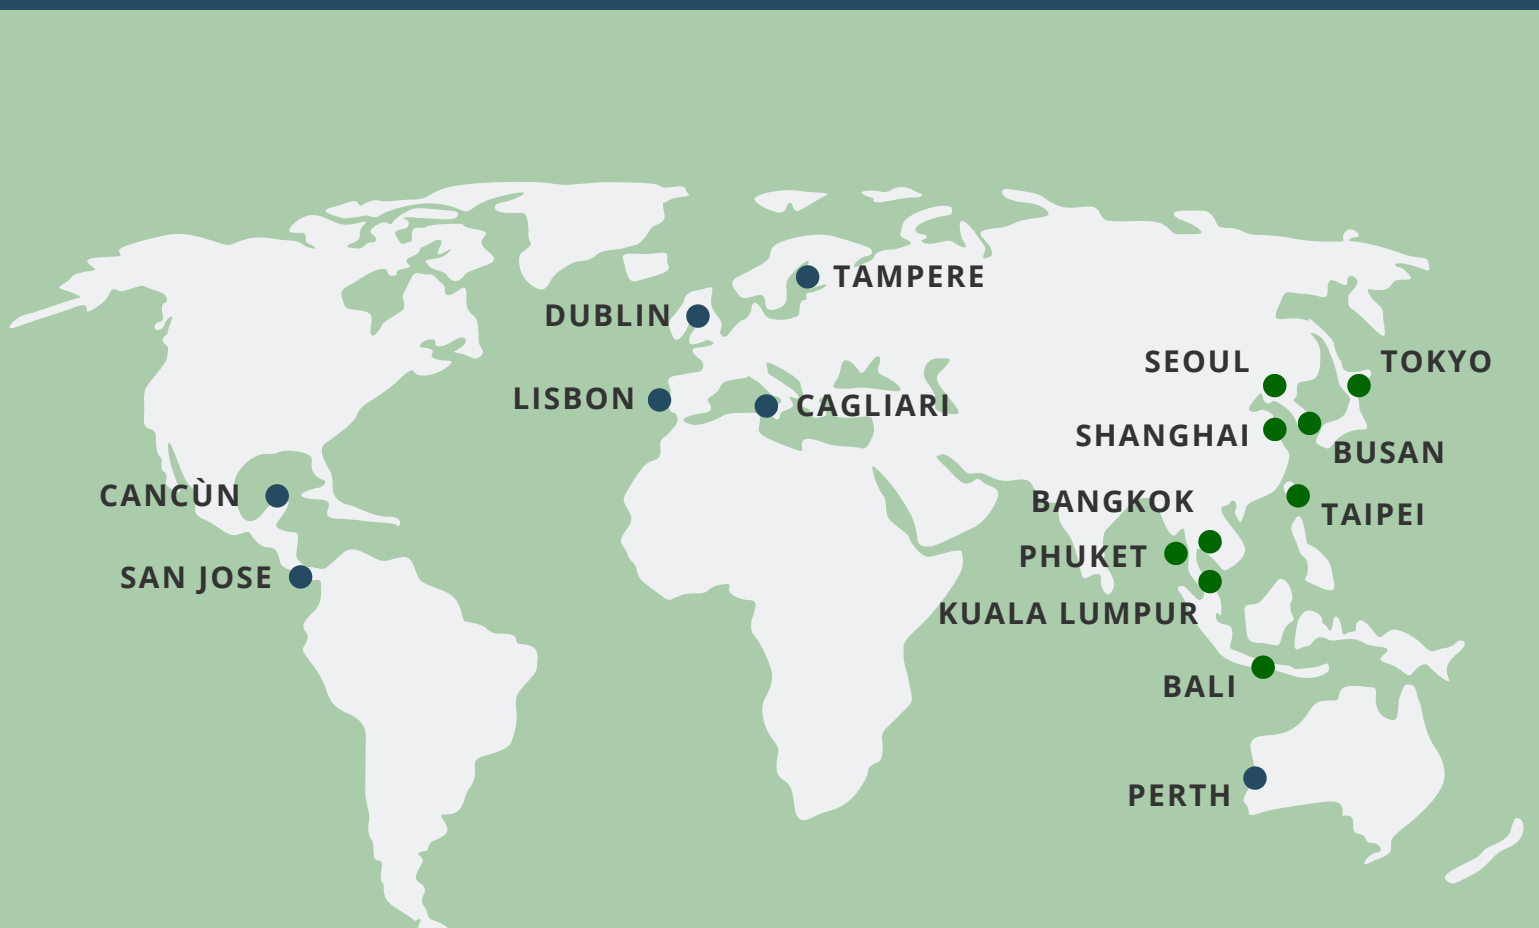 TAMPERE
DUBLIN
SEOUL
TOKYO
LISBON
CAGLIARI
SHANGHAI
BUSAN
CANCÙN
BANGKOK
TAIPEI
PHUKET
SAN JOSE
KUALA LUMPUR
BALI
PERTH